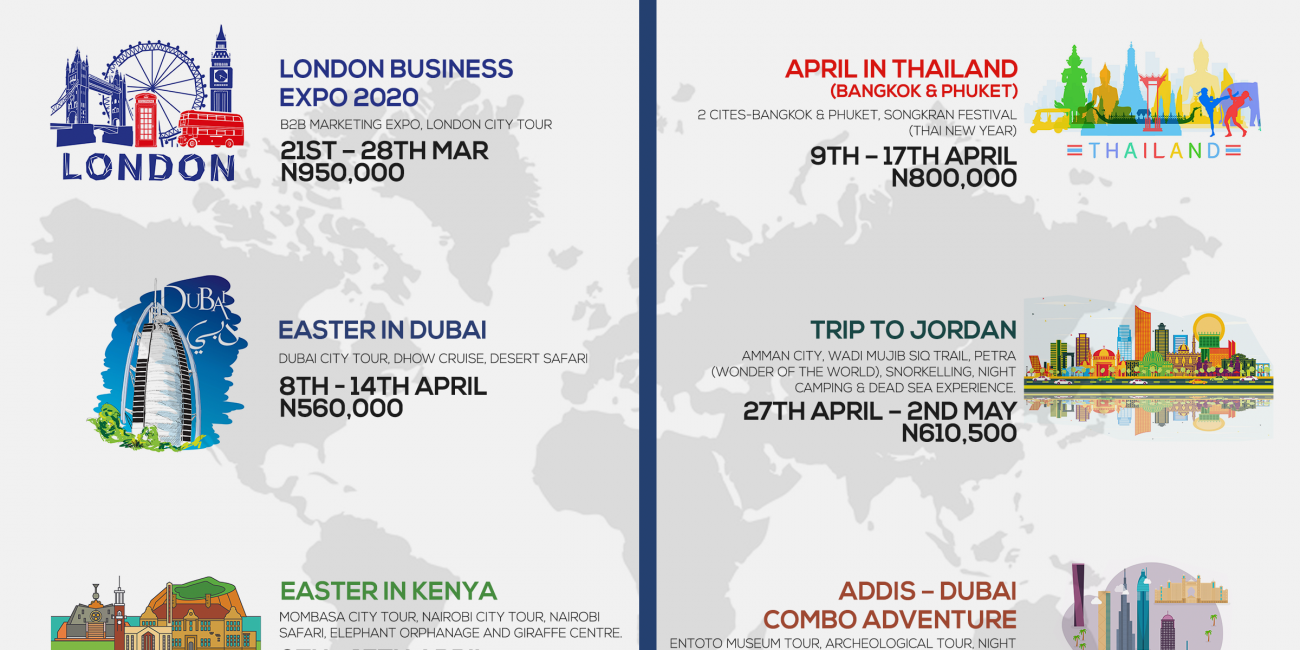 LONDON
LONDON BUSINESS
EXPO 2020
B2B MARKETING EXPO, LONDON CITY TOUR
21ST – 28TH MAR
N950,000
DUBAI
دبي
EASTER IN DUBAI
DUBAI CITY TOUR, DHOW CRUISE, DESERT SAFARI
8TH - 14TH APRIL
N560,000
EASTER IN KENYA
MOMBASA CITY TOUR, NAIROBI CITY TOUR, NAIROBI
SAFARI, ELEPHANT ORPHANAGE AND GIRAFFE CENTRE.
APRIL IN THAILAND
(BANGKOK & PHUKET)
2 CITES-BANGKOK & PHUKET, SONGKRAN FESTIVAL
(THAI NEW YEAR)
9TH – 17TH APRIL
N800,000
THAILAND
TRIP TO JORDAN
AMMAN CITY, WADI MUJIB SIQ TRAIL, PETRA
(WONDER OF THE WORLD), SNORKELLING, NIGHT
CAMPING & DEAD SEA EXPERIENCE.
27TH APRIL – 2ND MAY
N610,500
ADDIS – DUBAI
COMBO ADVENTURE
ENTOTO MUSEUM TOUR, ARCHEOLOGICAL TOUR, NIGHT